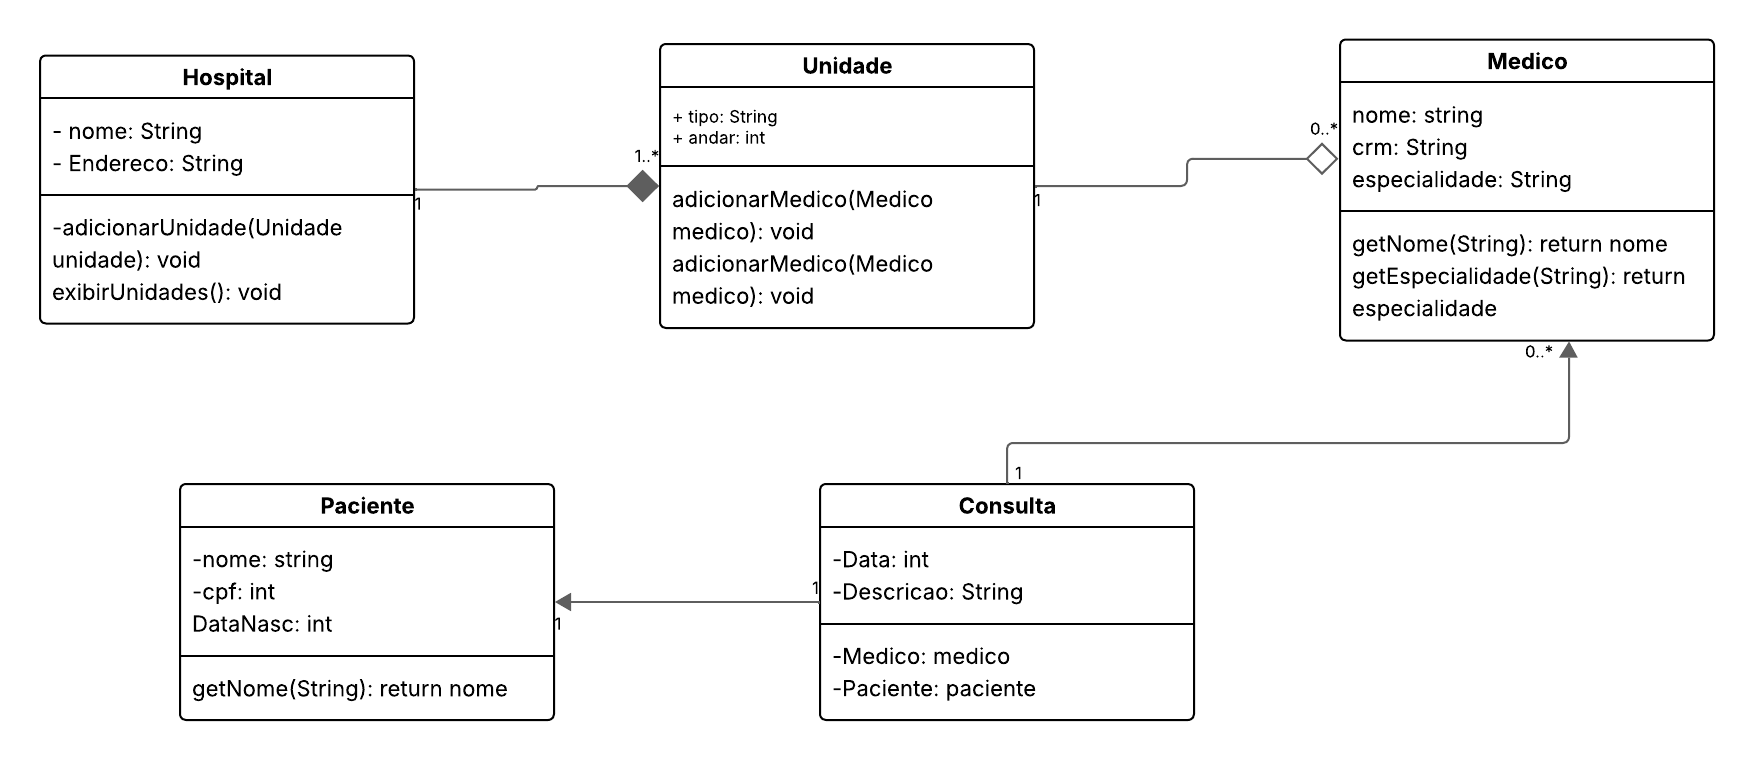 Hospital
- nome: String
- Endereco: String
-adicionarUnidade(Unidade
unidade): void
exibirUnidades(): void
1
1..*
Unidade
+ tipo: String
+ andar: int
adicionarMedico(Medico
medico): void
adicionarMedico(Medico
medico): void
1
0..*
Medico
nome: string
crm: String
especialidade: String
getNome(String): return nome
getEspecialidade(String): return
especialidade
0..*
1
Paciente
-nome: string
-cpf: int
DataNasc: int
getNome(String): return nome
1
1
Consulta
-Data: int
-Descricao: String
-Medico: medico
-Paciente: paciente